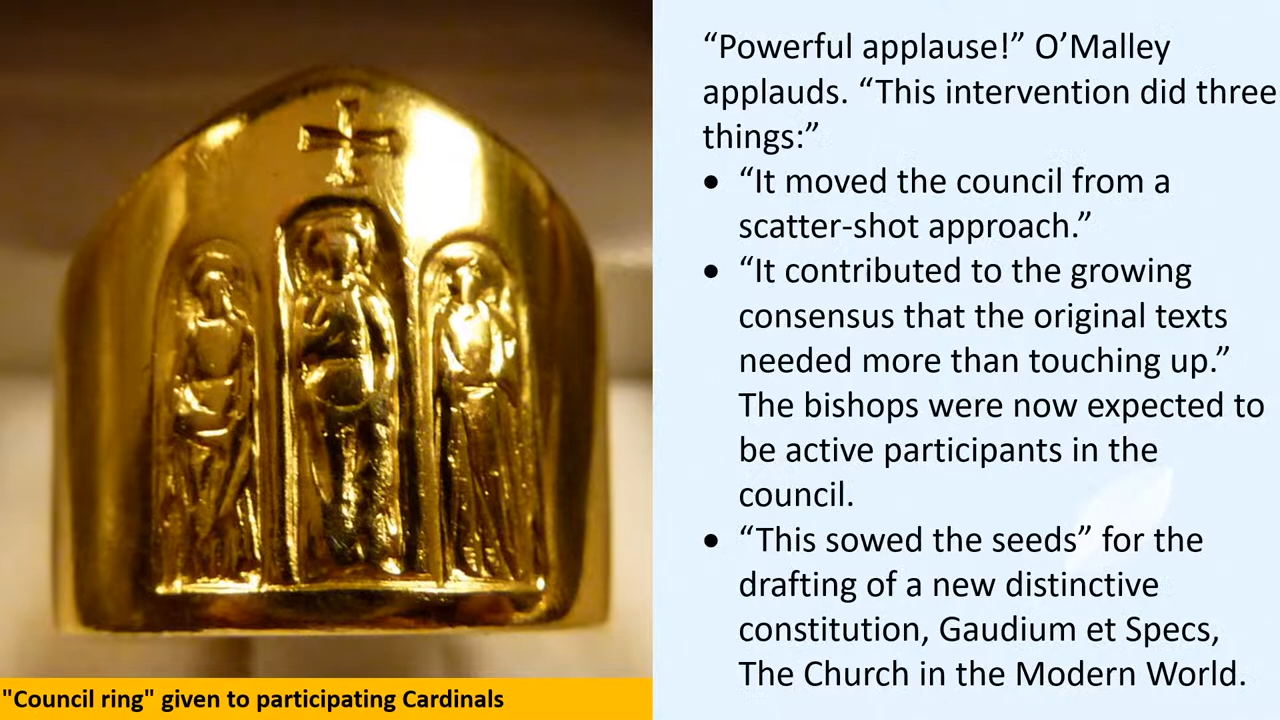 “Powerful applause!” O’Malley
applauds. “This intervention did three
things:”
• “It moved the council from a
scatter-shot approach.”
• “It contributed to the growing
consensus that the original texts
needed more than touching up.”
The bishops were now expected to
be active participants in the
council.
• “This sowed the seeds” for the
drafting of a new distinctive
constitution, Gaudium et Specs,
The Church in the Modern World.
"Council ring" given to participating Cardinals